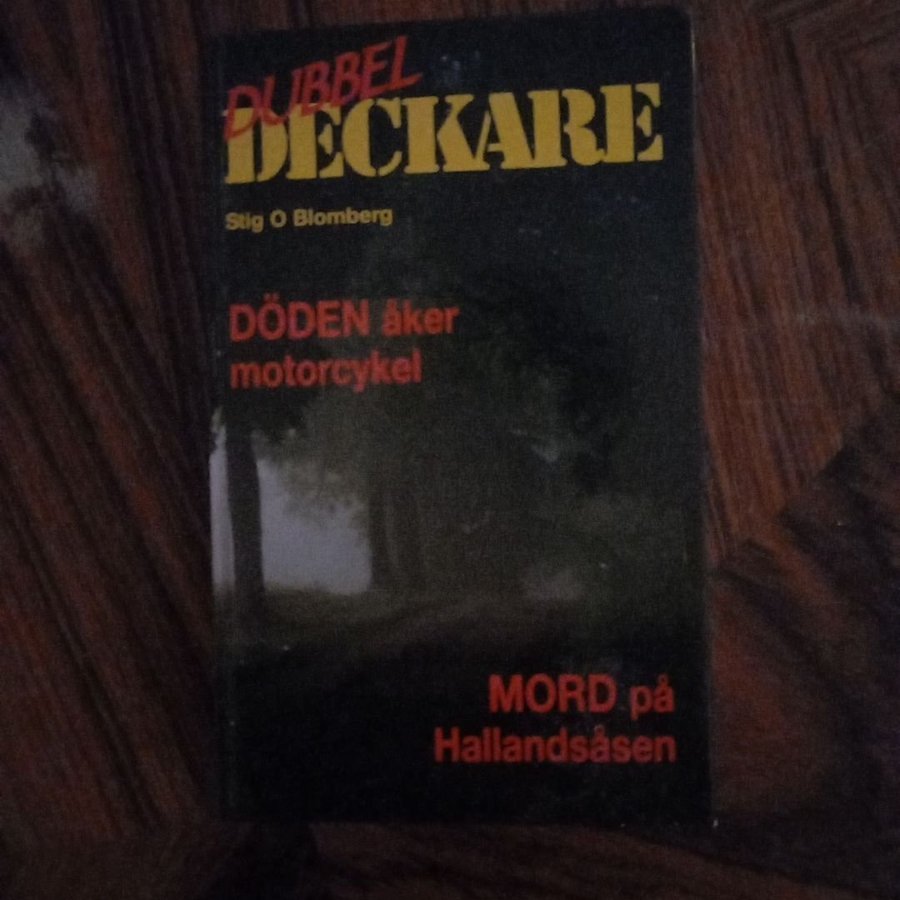 DUBBEL
DECKARE
Stig O Blomberg
DÖDEN åker
motorcykel
MORD på
Hallandsåsen